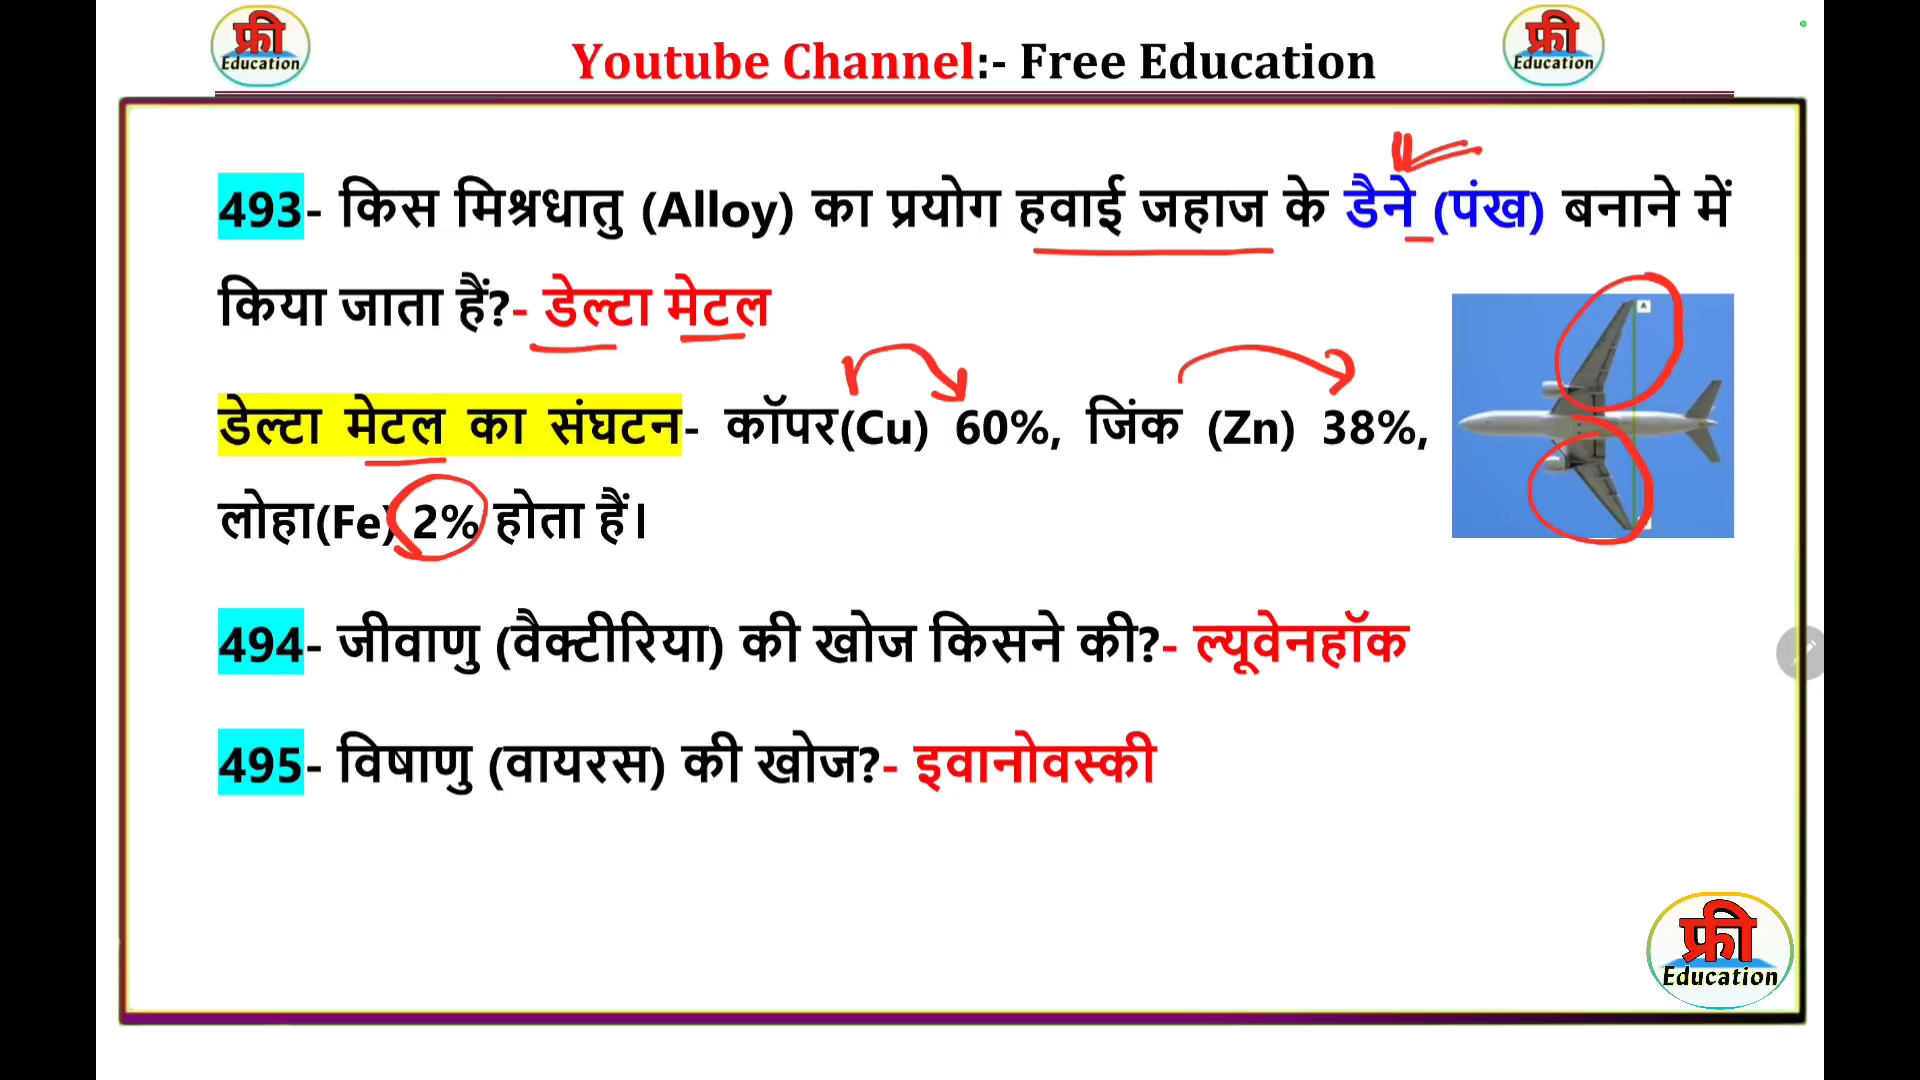 फ्री
Education
Youtube Channel:- Free Education
फ्री
Education
493- किस मिश्रधातु (Alloy) का प्रयोग हवाई जहाज के डैने (पंख) बनाने में
किया जाता हैं?- डेल्टा मेटल
A
डेल्टा मेटल का संघटन- कॉपर(Cu) 60%, जिंक (Zn) 38%,
लोहा(Fe) 2% होता हैं।
494- जीवाणु (वैक्टीरिया) की खोज किसने की?- ल्यूवेनहॉक
495- विषाणु (वायरस) की खोज?- इवानोवस्की
फ्री
Education